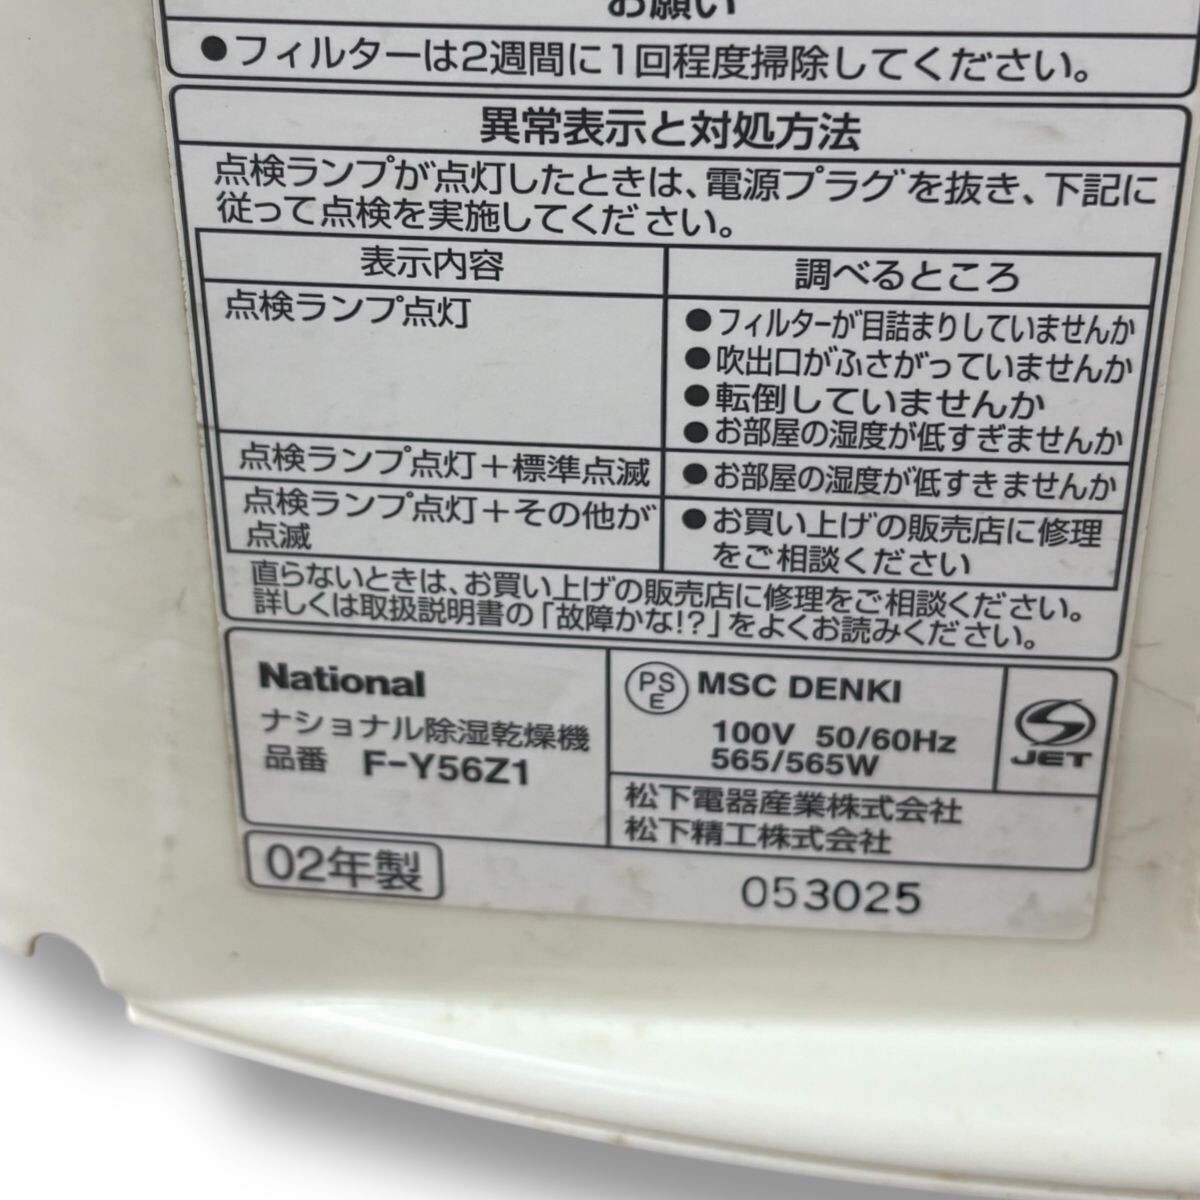 お願い
●フィルターは2週間に1回程度掃除してください。
異常表示と対処方法
点検ランプが点灯したときは、電源プラグを抜き、下記に
従って点検を実施してください。
表示内容
調べるところ
点検ランプ点灯
●フィルターが目詰まりしていませんか
●吹出口がふさがっていませんか
●転倒していませんか
●お部屋の湿度が低すぎませんか
点検ランプ点灯＋標準点滅
●お部屋の湿度が低すぎませんか
点検ランプ点灯＋その他が
点滅
●お買い上げの販売店に修理
をご相談ください
直らないときは、お買い上げの販売店に修理をご相談ください。
詳しくは取扱説明書の「故障かな!?」をよくお読みください。
National
ナショナル除湿乾燥機
品番 F-Y56Z1
PS E MSC DENKI
100V 50/60Hz
565/565W
JET
松下電器産業株式会社
松下精工株式会社
02年製
053025